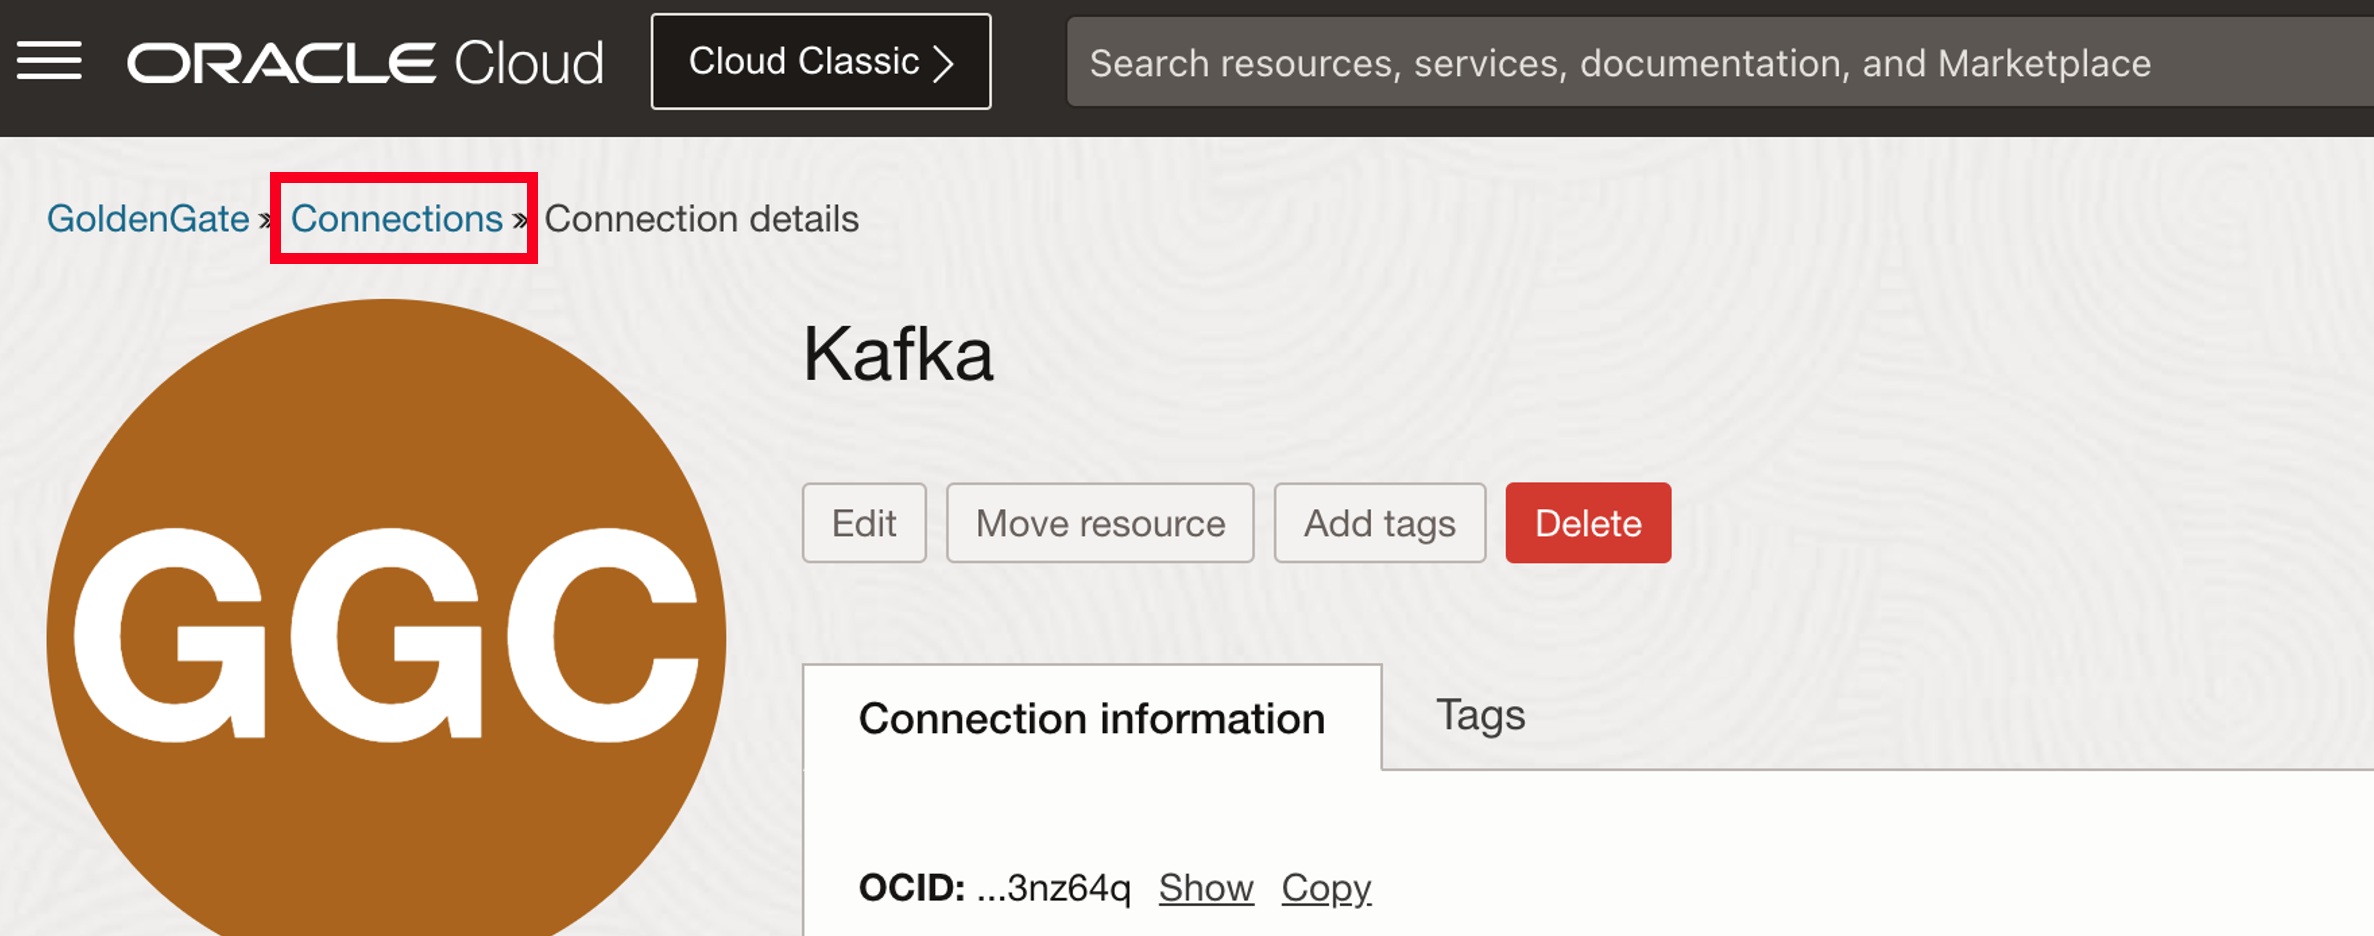 ORACLE Cloud
Cloud Classic
Search resources, services, documentation, and Marketplace
GoldenGate » Connections » Connection details
GGC
Kafka
Edit
Move resource
Add tags
Delete
Connection information
Tags
OCID: ...3nz64q Show Copy